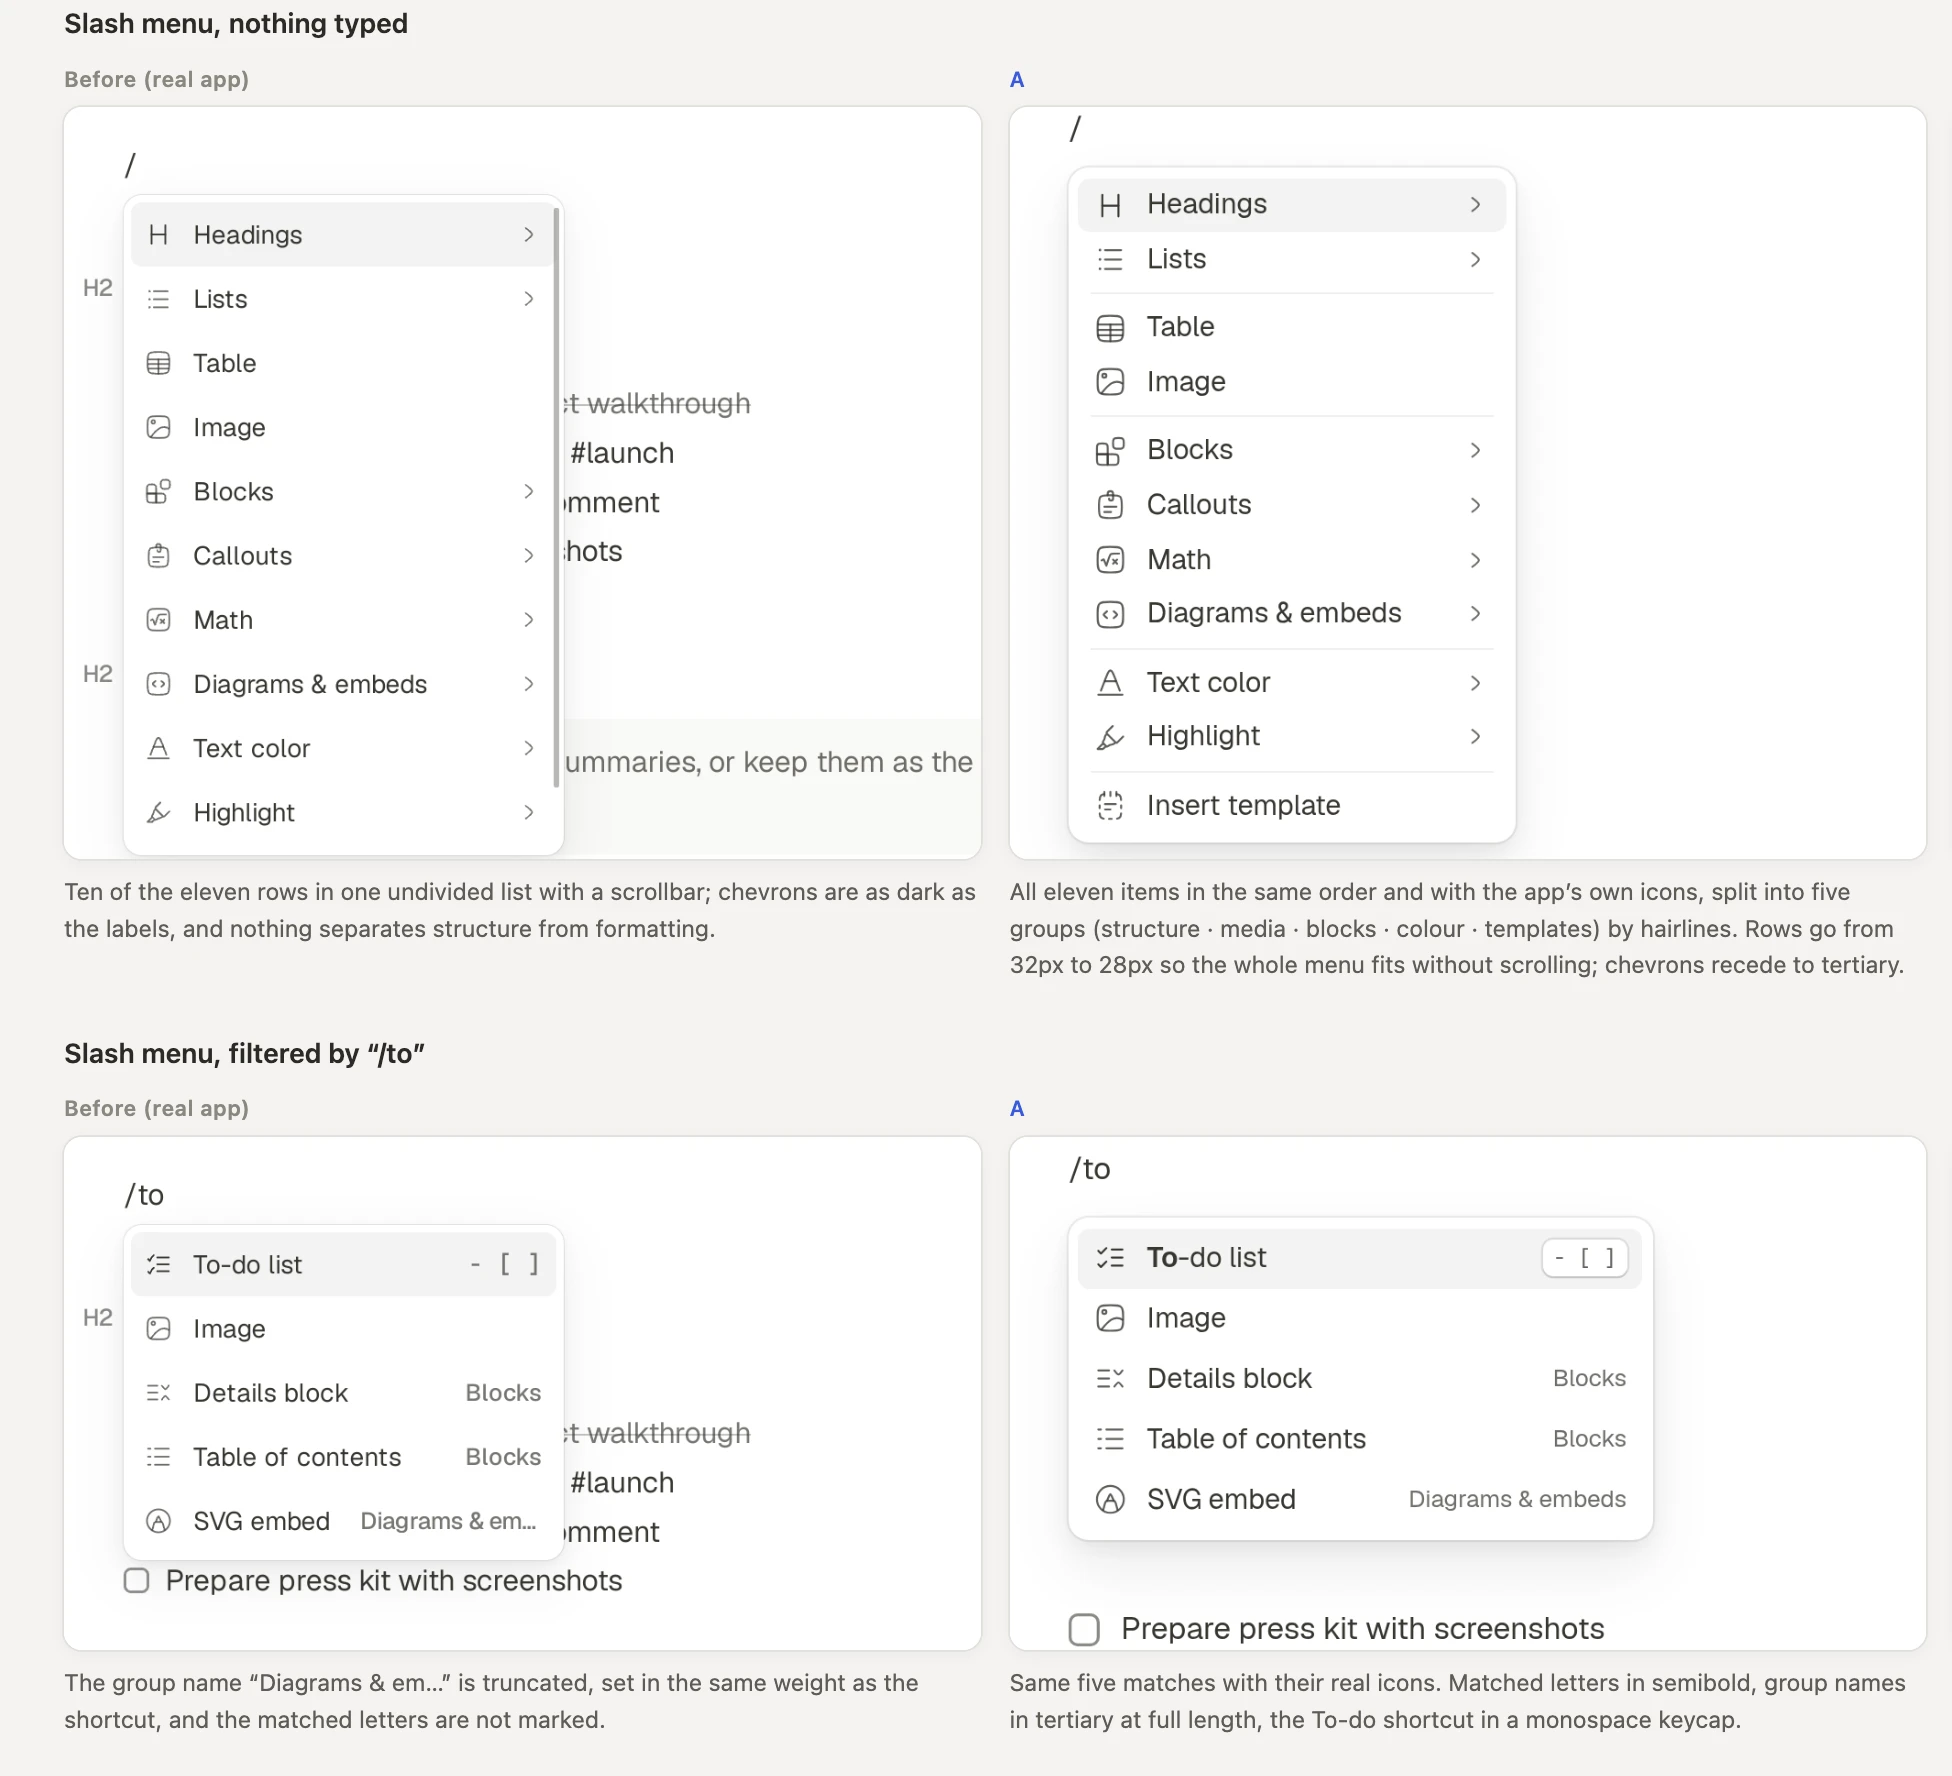 Slash menu, nothing typed
Before (real app)
/
Headings
H2
Lists
Table
ct walkthrough
Image
#launch
Blocks
omment
Callouts
shots
Math
H2
Diagrams & embeds
Text color
ummaries, or keep them as the
Highlight
Ten of the eleven rows in one undivided list with a scrollbar; chevrons are as dark as
the labels, and nothing separates structure from formatting.
A
/
Headings
Lists
Table
Image
Blocks
Callouts
Math
Diagrams & embeds
Text color
Highlight
Insert template
All eleven items in the same order and with the app’s own icons, split into five
groups (structure · media · blocks · colour · templates) by hairlines. Rows go from
32px to 28px so the whole menu fits without scrolling; chevrons recede to tertiary.
Slash menu, filtered by “/to”
Before (real app)
/to
To-do list - [ ]
H2
Image
Details block Blocks
ct walkthrough
Table of contents Blocks
#launch
SVG embed Diagrams & em...
omment
Prepare press kit with screenshots
The group name “Diagrams & em...” is truncated, set in the same weight as the
shortcut, and the matched letters are not marked.
A
/to
To-do list - [ ]
Image
Details block Blocks
Table of contents Blocks
SVG embed Diagrams & embeds
Prepare press kit with screenshots
Same five matches with their real icons. Matched letters in semibold, group names
in tertiary at full length, the To-do shortcut in a monospace keycap.